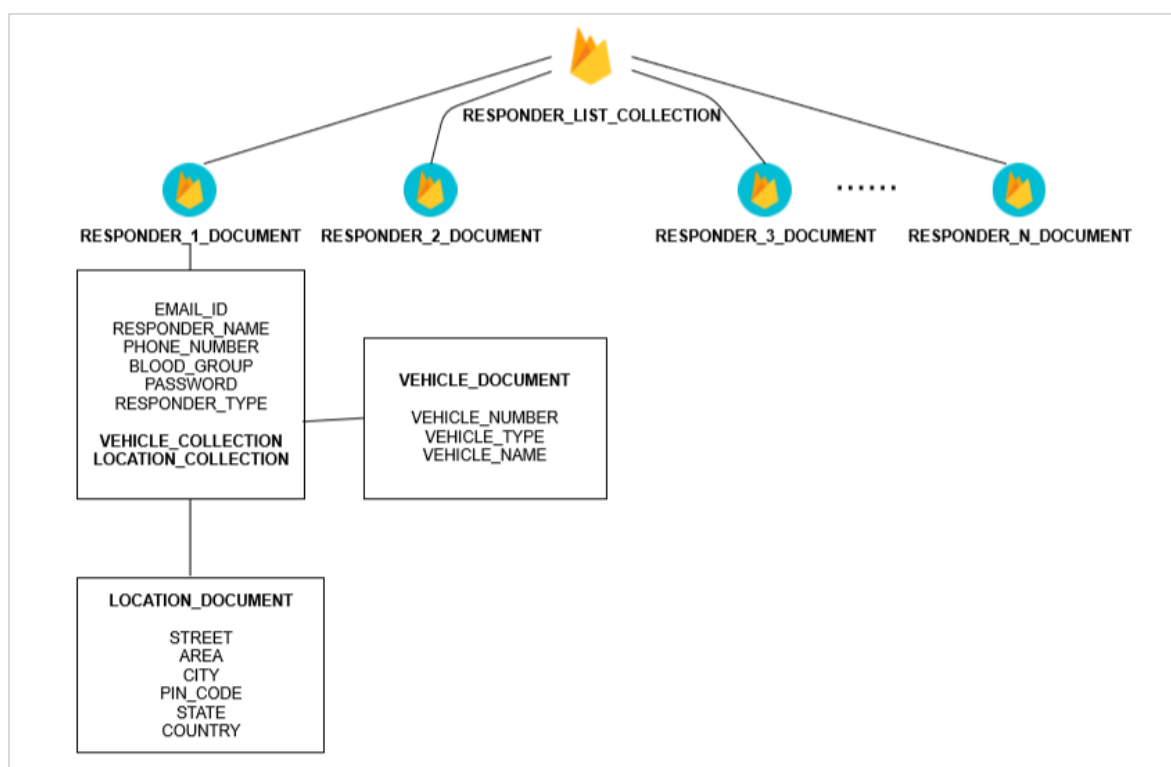 RESPONDER_LIST_COLLECTION
RESPONDER_1_DOCUMENT
RESPONDER_2_DOCUMENT
RESPONDER_3_DOCUMENT
......
RESPONDER_N_DOCUMENT
EMAIL_ID
RESPONDER_NAME
PHONE_NUMBER
BLOOD_GROUP
PASSWORD
RESPONDER_TYPE
VEHICLE_COLLECTION
LOCATION_COLLECTION
VEHICLE_DOCUMENT
VEHICLE_NUMBER
VEHICLE_TYPE
VEHICLE_NAME
LOCATION_DOCUMENT
STREET
AREA
CITY
PIN_CODE
STATE
COUNTRY